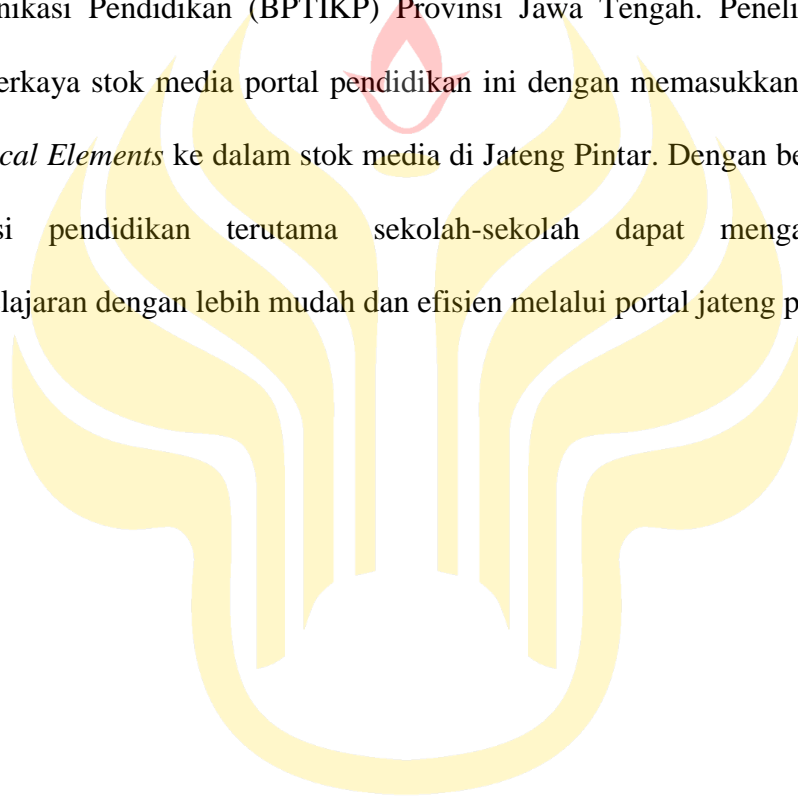 nikasi Pendidikan (BPTIKP) Provinsi Jawa Tengah. Peneli
erkaya stok media portal pendidikan ini dengan memasukkan
cal Elements ke dalam stok media di Jateng Pintar. Dengan be
si pendidikan terutama sekolah-sekolah dapat menga
lajaran dengan lebih mudah dan efisien melalui portal jateng p